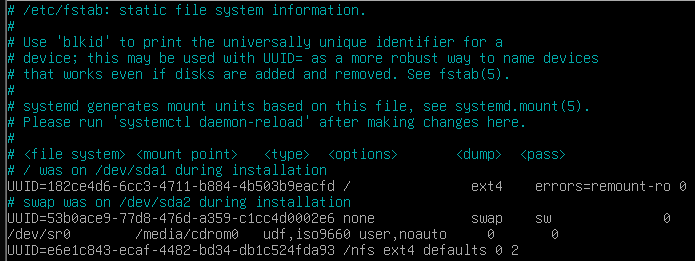 # /etc/fstab: static file system information.
#
# Use 'blkid' to print the universally unique identifier for a
# device; this may be used with UUID= as a more robust way to name devices
# that works even if disks are added and removed. See fstab(5).
#
# systemd generates mount units based on this file, see systemd.mount(5).
# Please run 'systemctl daemon-reload' after making changes here.
#
# <file system> <mount point>   <type>  <options>       <dump>  <pass>
# / was on /dev/sda1 during installation
UUID=182ce4d6-6cc3-4711-b884-4b503b9eacfd /               ext4    errors=remount-ro 0
# swap was on /dev/sda2 during installation
UUID=53b0ace9-77d8-476d-a359-c1cc4d0002e6 none            swap    sw              0
/dev/sr0        /media/cdrom0   udf,iso9660 user,noauto     0       0
UUID=e6e1c843-ecaf-4482-bd34-db1c524fda93 /nfs ext4 defaults 0 2